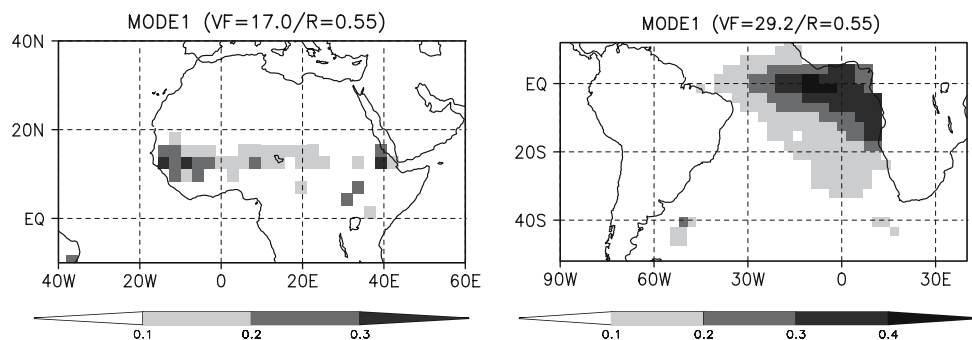 MODE1 (VF=17.0/R=0.55)
40N
20N
EQ
40W 20W 0 20E 40E 60E
0.1 0.2 0.3
MODE1 (VF=29.2/R=0.55)
EQ
20S
40S
90W 60W 30W 0 30E
0.1 0.2 0.3 0.4